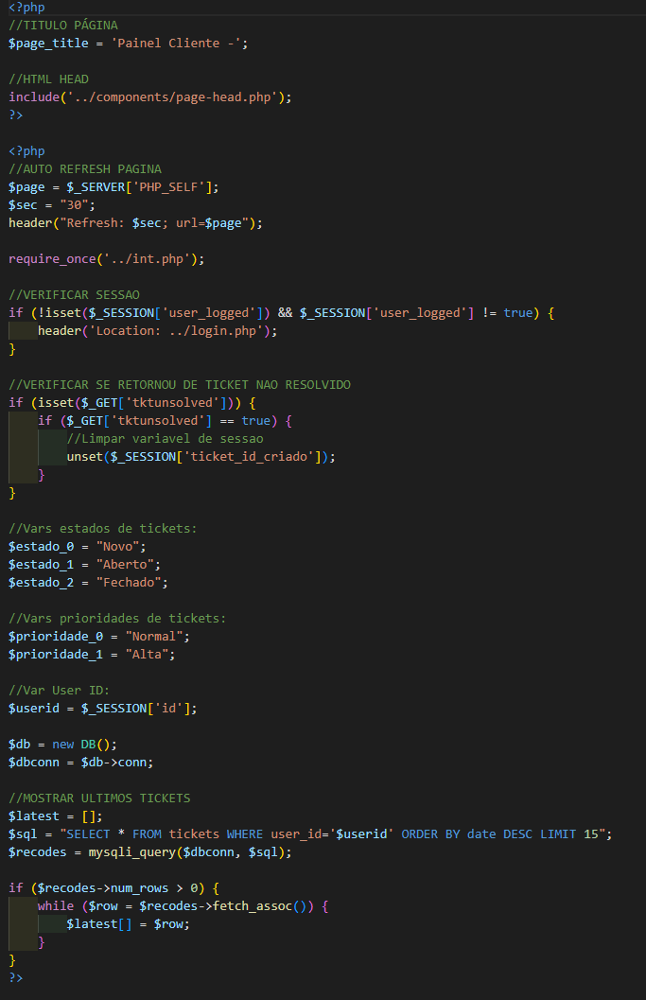 <?php
//TITULO PÁGINA
$page_title = 'Painel Cliente -';

//HTML HEAD
include('../components/page-head.php');
?>

<?php
//AUTO REFRESH PAGINA
$page = $_SERVER['PHP_SELF'];
$sec = "30";
header("Refresh: $sec; url=$page");

require_once('../int.php');

//VERIFICAR SESSAO
if (!isset($_SESSION['user_logged']) && $_SESSION['user_logged'] != true) {
    header('Location: ../login.php');
}

//VERIFICAR SE RETORNOU DE TICKET NAO RESOLVIDO
if (isset($_GET['tktunsolved'])) {
    if ($_GET['tktunsolved'] == true) {
        //Limpar variavel de sessao
        unset($_SESSION['ticket_id_criado']);
    }
}

//Vars estados de tickets:
$estado_0 = "Novo";
$estado_1 = "Aberto";
$estado_2 = "Fechado";

//Vars prioridades de tickets:
$prioridade_0 = "Normal";
$prioridade_1 = "Alta";

//Var User ID:
$userid = $_SESSION['id'];

$db = new DB();
$dbconn = $db->conn;

//MOSTRAR ULTIMOS TICKETS
$latest = [];
$sql = "SELECT * FROM tickets WHERE user_id='$userid' ORDER BY date DESC LIMIT 15";
$recodes = mysqli_query($dbconn, $sql);

if ($recodes->num_rows > 0) {
    while ($row = $recodes->fetch_assoc()) {
        $latest[] = $row;
    }
}
?>